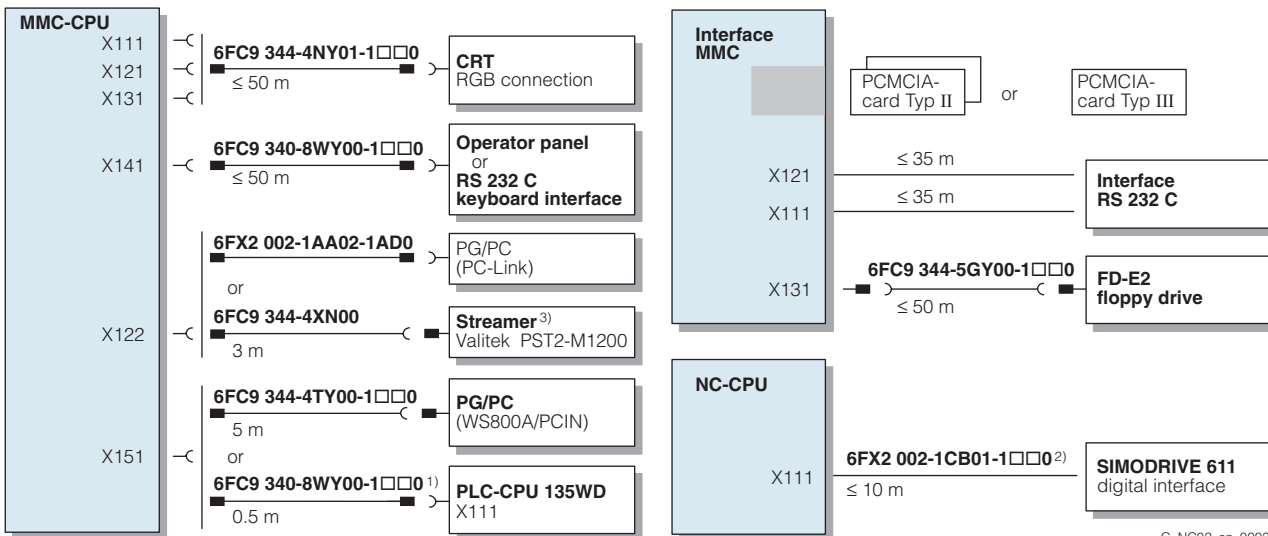 MMC-CPU
X111
X121
X131
6FC9 344-4NY01-1□□0
≤ 50 m
CRT
RGB connection
X141
6FC9 340-8WY00-1□□0
≤ 50 m
Operator panel
or
RS 232 C
keyboard interface
X122
6FX2 002-1AA02-1AD0
PG/PC
(PC-Link)
or
6FC9 344-4XN00
3 m
Streamer 3)
Valitek PST2-M1200
X151
6FC9 344-4TY00-1□□0
5 m
PG/PC
(WS800A/PCIN)
or
6FC9 340-8WY00-1□□0 1)
0.5 m
PLC-CPU 135WD
X111
Interface
MMC
PCMCIA-
card Typ II
or
PCMCIA-
card Typ III
X121
≤ 35 m
X111
≤ 35 m
Interface
RS 232 C
X131
6FC9 344-5GY00-1□□0
≤ 50 m
FD-E2
floppy drive
NC-CPU
X111
6FX2 002-1CB01-1□□0 2)
≤ 10 m
SIMODRIVE 611
digital interface